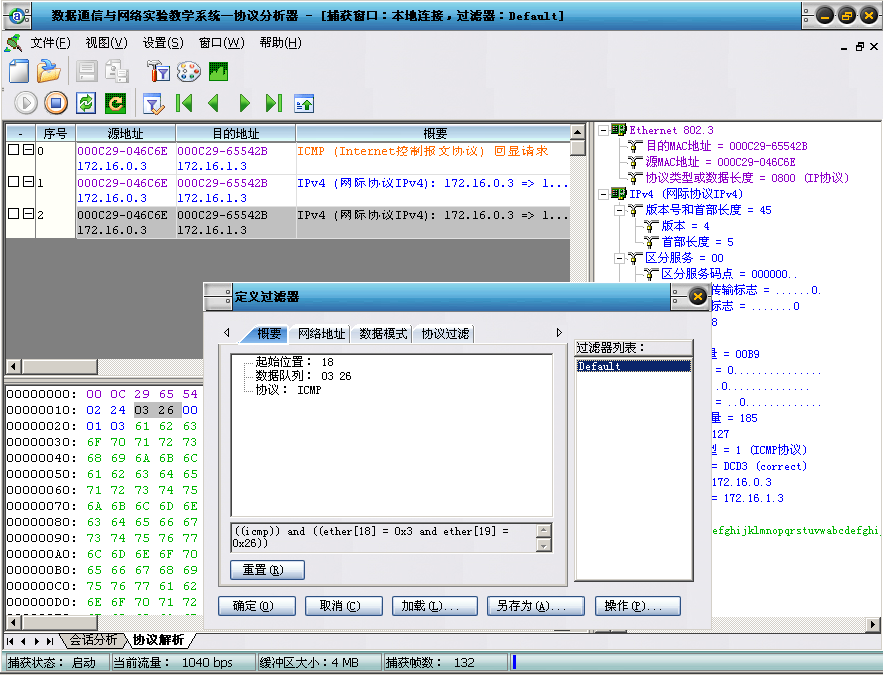 数据通信与网络实验教学系统—协议分析器 - [捕获窗口：本地连接，过滤器：Default]
文件(F) 视图(V) 设置(S) 窗口(W) 帮助(H)
- 序号 源地址 目的地址 概要
0 000C29-046C6E 000C29-65542B ICMP (Internet控制报文协议) 回显请求
172.16.0.3 172.16.1.3
1 000C29-046C6E 000C29-65542B IPv4 (网际协议IPv4): 172.16.0.3 => 1...
172.16.0.3 172.16.1.3
2 000C29-046C6E 000C29-65542B IPv4 (网际协议IPv4): 172.16.0.3 => 1...
172.16.0.3 172.16.1.3
Ethernet 802.3
目的MAC地址 = 000C29-65542B
源MAC地址 = 000C29-046C6E
协议类型或数据长度 = 0800 (IP协议)
IPv4 (网际协议IPv4)
版本号和首部长度 = 45
版本 = 4
首部长度 = 5
区分服务 = 00
区分服务码点 = 000000..
传输标志 = ......0.
标志 = .......0
8
量 = 00B9
= 0..............
.0..............
= ..0.............
量 = 185
127
型 = 1 (ICMP协议)
= DCD3 (correct)
172.16.0.3
= 172.16.1.3
efghijklmnopqrstuvwabcdefghi
定义过滤器
概要 网络地址 数据模式 协议过滤
起始位置： 18
数据队列： 03 26
协议： ICMP
((icmp)) and ((ether[18] = 0x3 and ether[19] =
0x26))
重置(R)
过滤器列表：
Default
确定(O) 取消(C) 加载(L)... 另存为(A)... 操作(P)...
00000000: 00 0C 29 65 54
00000010: 02 24 03 26 00
00000020: 01 03 61 62 63
00000030: 6F 70 71 72 73
00000040: 68 69 6A 6B 6C
00000050: 61 62 63 64 65
00000060: 71 72 73 74 75
00000070: 6A 6B 6C 6D 6E
00000080: 63 64 65 66 67
00000090: 73 74 75 76 77
000000A0: 6C 6D 6E 6F 70
000000B0: 65 66 67 68 69
000000C0: 75 76 77 61 62
000000D0: 6E 6F 70 71 72
会话分析 协议解析
捕获状态： 启动 当前流量： 1040 bps 缓冲区大小：4 MB 捕获帧数： 132